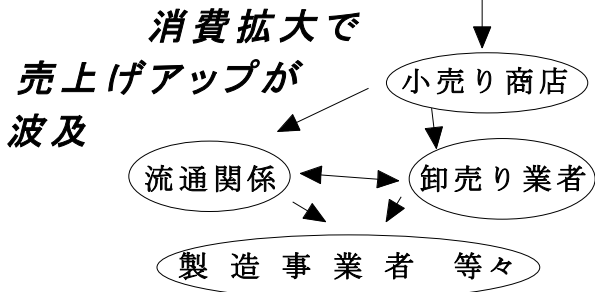 消費拡大で
売上げアップが
波及
小売り商店
流通関係
卸売り業者
製造事業者 等々